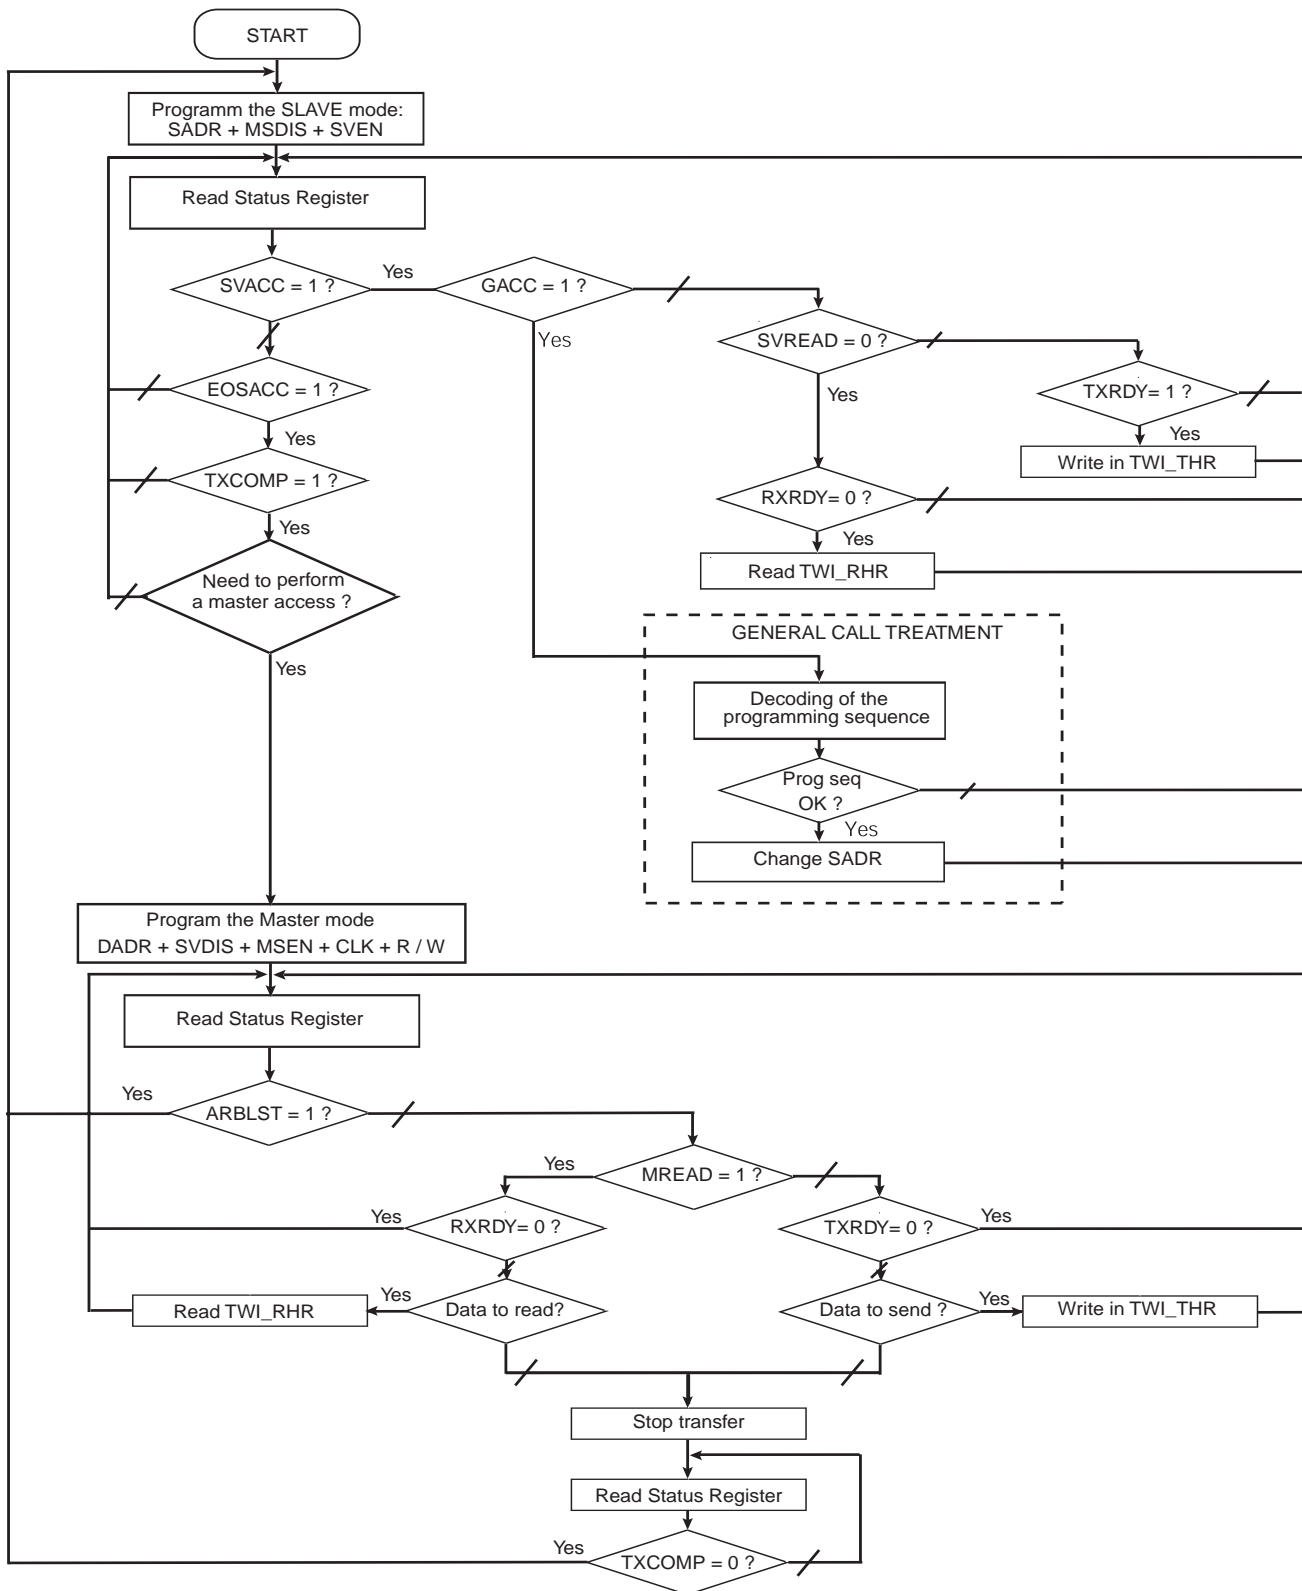 START
Programm the SLAVE mode:
SADR + MSDIS + SVEN
Read Status Register
SVACC = 1 ?
Yes
GACC = 1 ?
Yes
SVREAD = 0 ?
EOSACC = 1 ?
Yes
TXRDY= 1 ?
Yes
Yes
Write in TWI_THR
TXCOMP = 1 ?
RXRDY= 0 ?
Yes
Yes
Need to perform
a master access ?
Read TWI_RHR
GENERAL CALL TREATMENT
Yes
Decoding of the
programming sequence
Prog seq
OK ?
Yes
Change SADR
Program the Master mode
DADR + SVDIS + MSEN + CLK + R / W
Read Status Register
Yes
ARBLST = 1 ?
Yes
MREAD = 1 ?
Yes
RXRDY= 0 ?
TXRDY= 0 ?
Yes
Read TWI_RHR
Yes
Data to read?
Data to send ?
Yes
Write in TWI_THR
Stop transfer
Read Status Register
Yes
TXCOMP = 0 ?